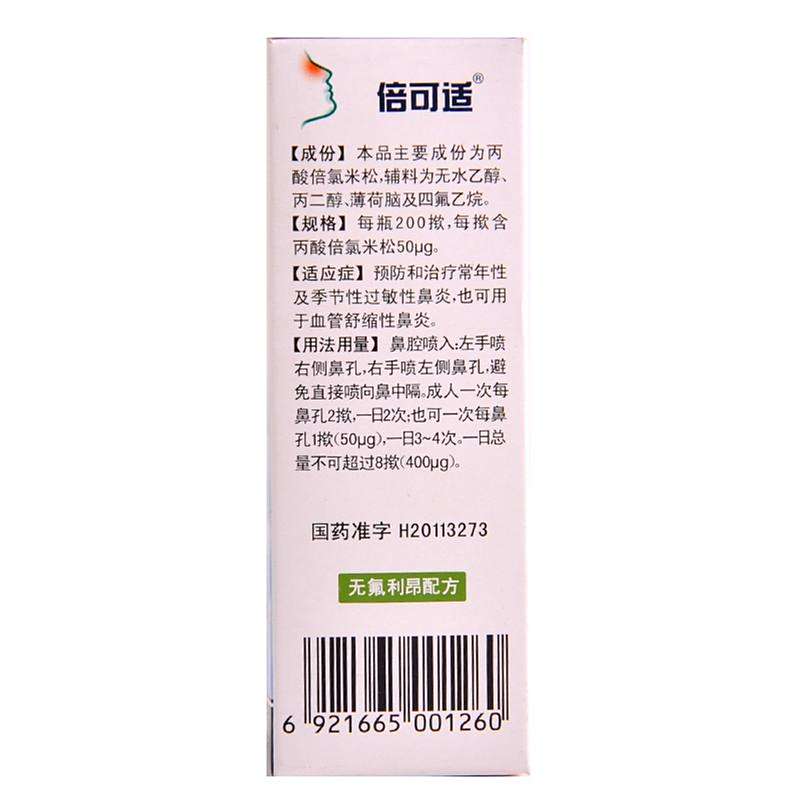 倍可适®
【成份】本品主要成份为丙
酸倍氯米松,辅料为无水乙醇、
丙二醇、薄荷脑及四氟乙烷。
【规格】每瓶200揿,每揿含
丙酸倍氯米松50μg。
【适应症】预防和治疗常年性
及季节性过敏性鼻炎,也可用
于血管舒缩性鼻炎。
【用法用量】鼻腔喷入:左手喷
右侧鼻孔,右手喷左侧鼻孔,避
免直接喷向鼻中隔。成人一次每
鼻孔2揿,一日2次;也可一次每鼻
孔1揿(50μg),一日3~4次。一日总
量不可超过8揿(400μg)。
国药准字 H20113273
无氟利昂配方
6 921665 001260